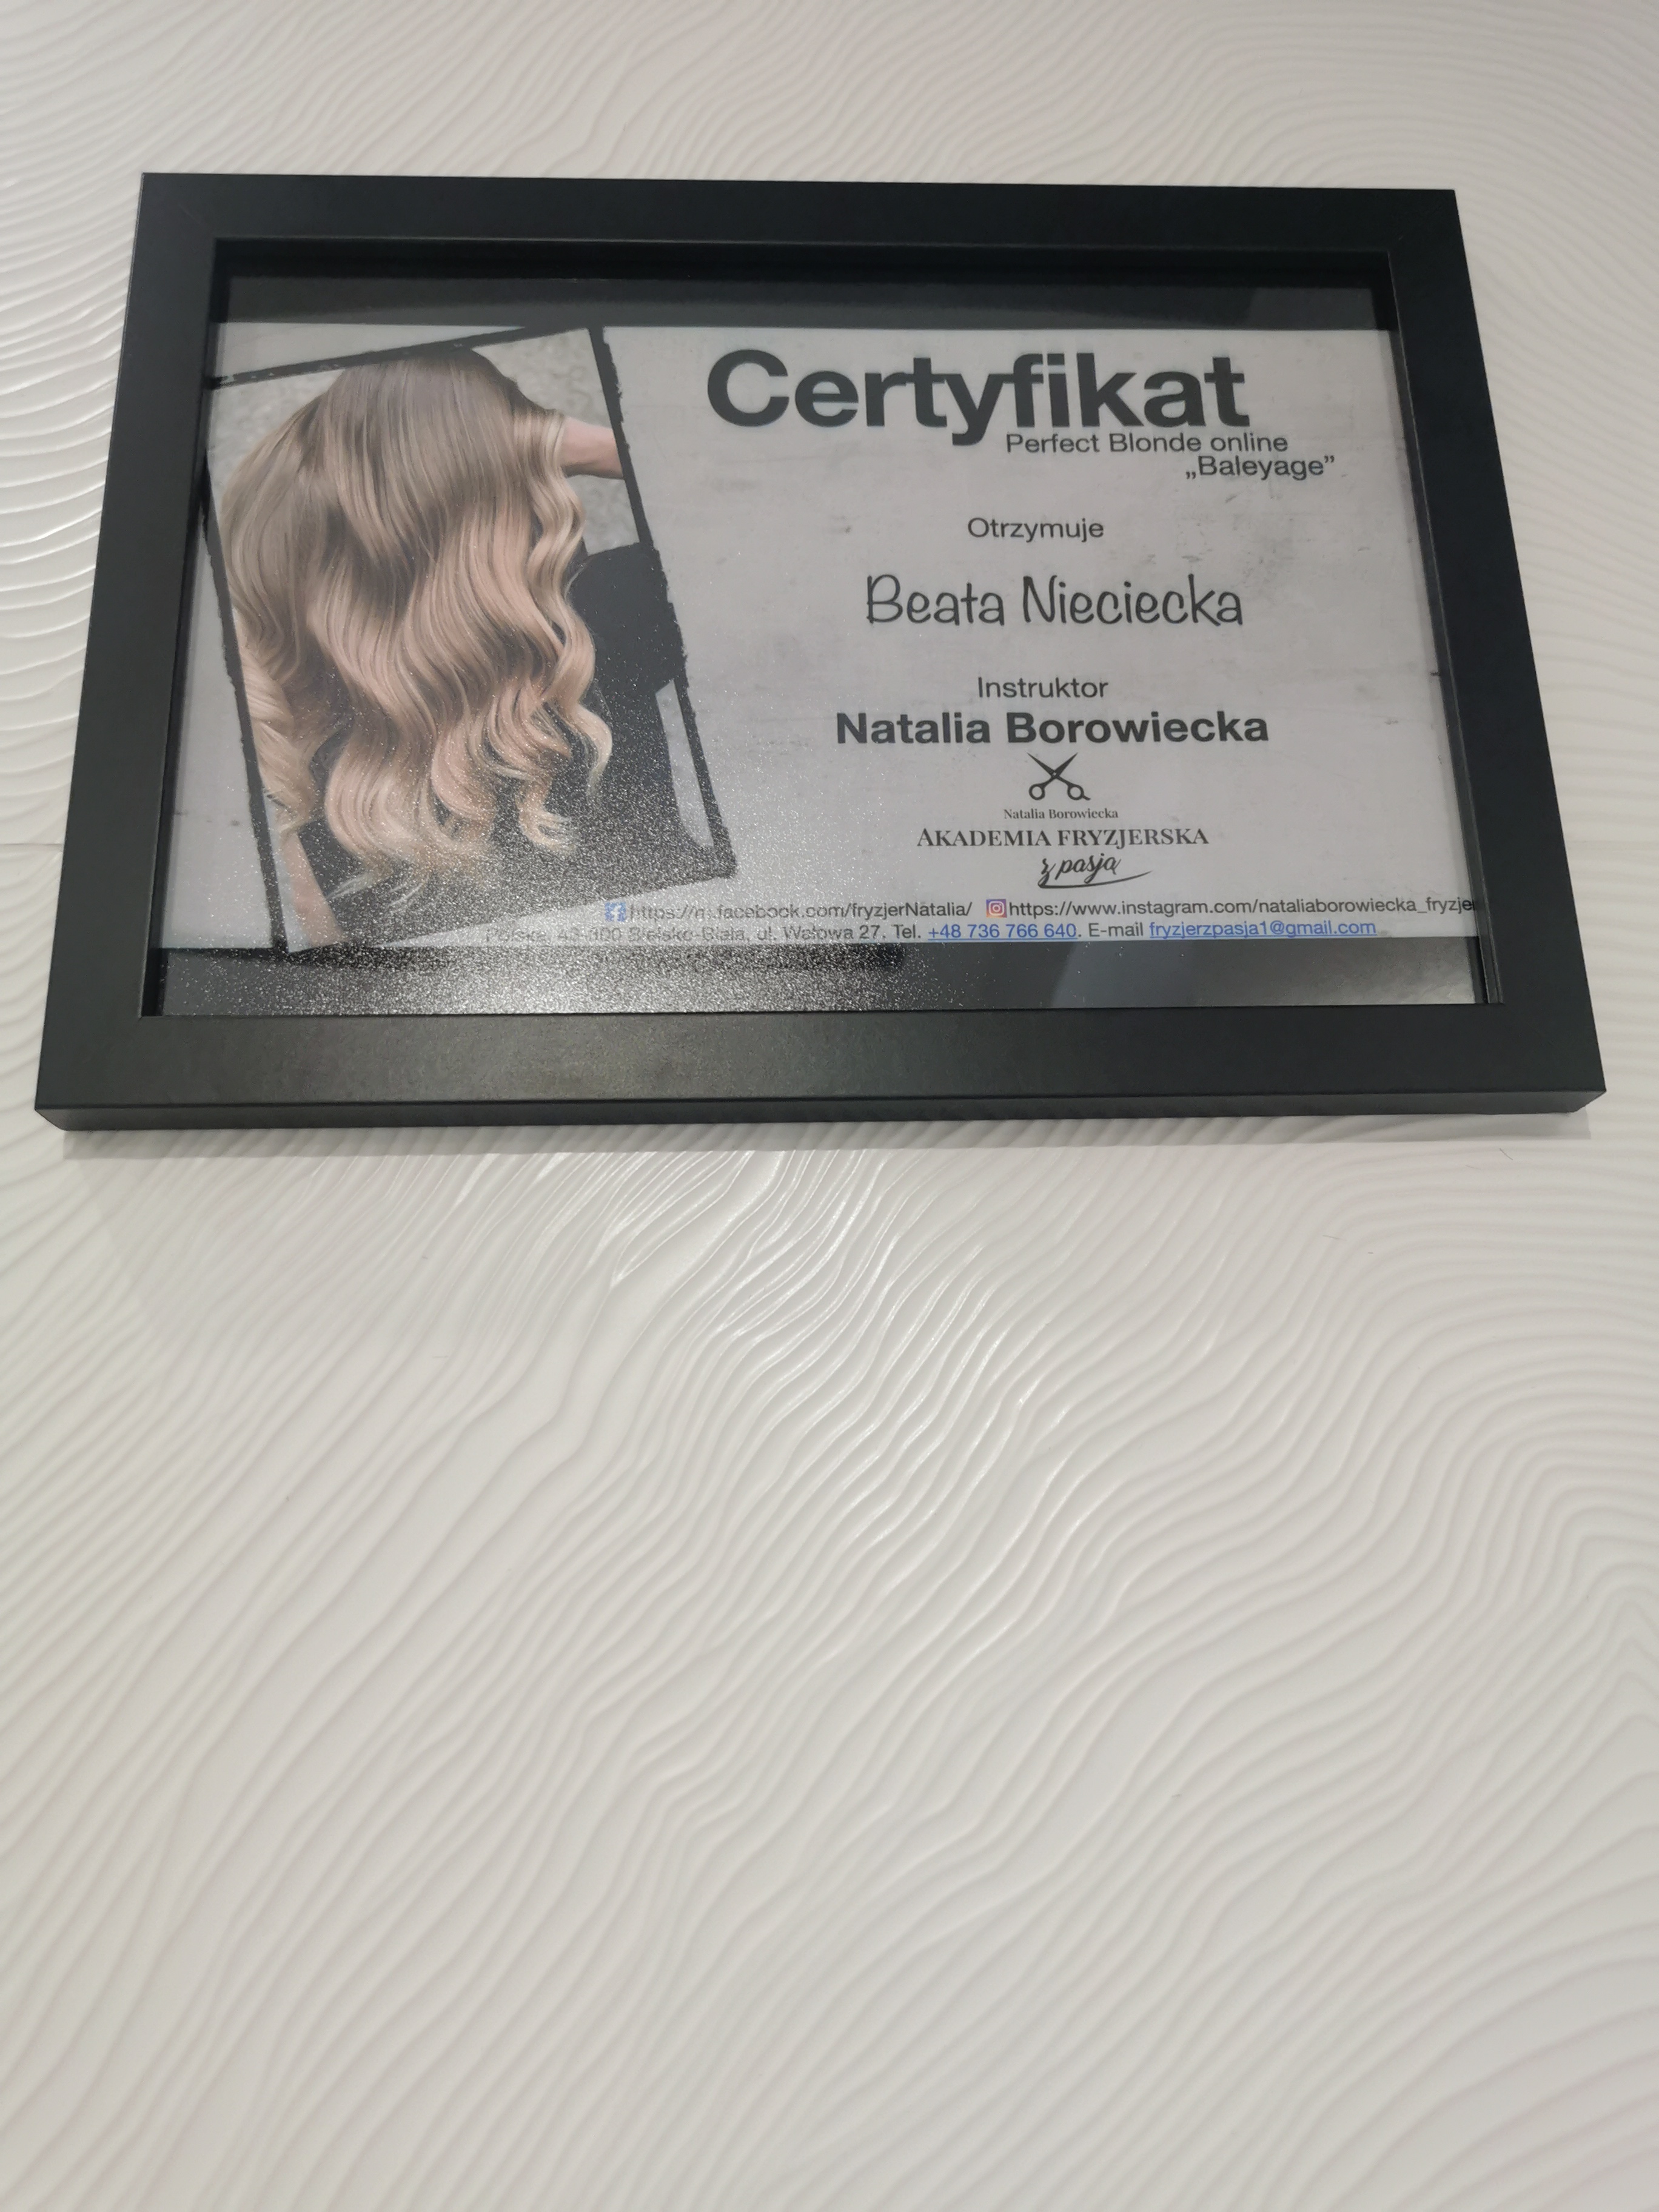 Certyfikat
Perfect Blonde online
„Baleyage”
Otrzymuje
Beata Nieciecka
Instruktor
Natalia Borowiecka
Natalia Borowiecka
AKADEMIA FRYZJERSKA
z pasją
https://m.facebook.com/fryzjerNatalia/ https://www.instagram.com/nataliaborowiecka_fryzjer
Polska, 43-300 Bielsko-Biała, ul. Wałowa 27. Tel. +48 736 766 640. E-mail fryzjerzpasja1@gmail.com